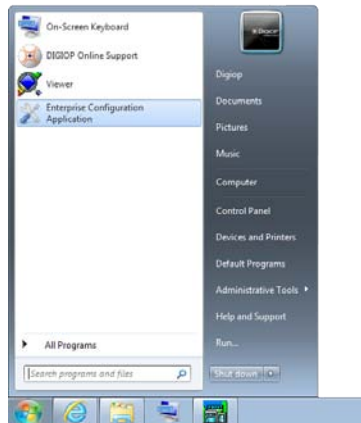 On-Screen Keyboard
DIGIOP Online Support
Viewer
Enterprise Configuration
Application
All Programs
Search programs and files
Digiop
Documents
Pictures
Music
Computer
Control Panel
Devices and Printers
Default Programs
Administrative Tools
Help and Support
Run...
Shut down